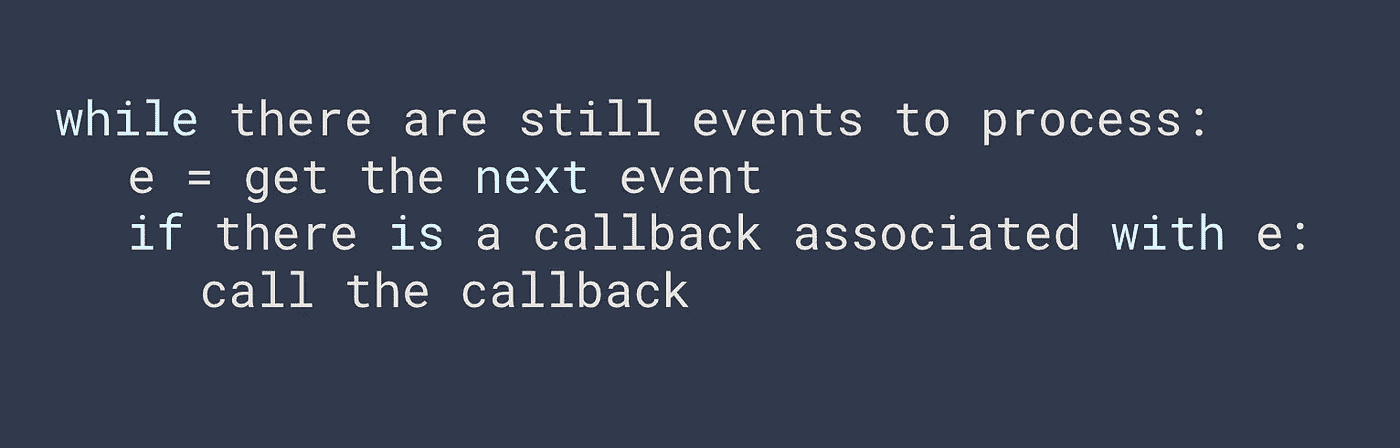 while there are still events to process:
   e = get the next event
   if there is a callback associated with e:
      call the callback